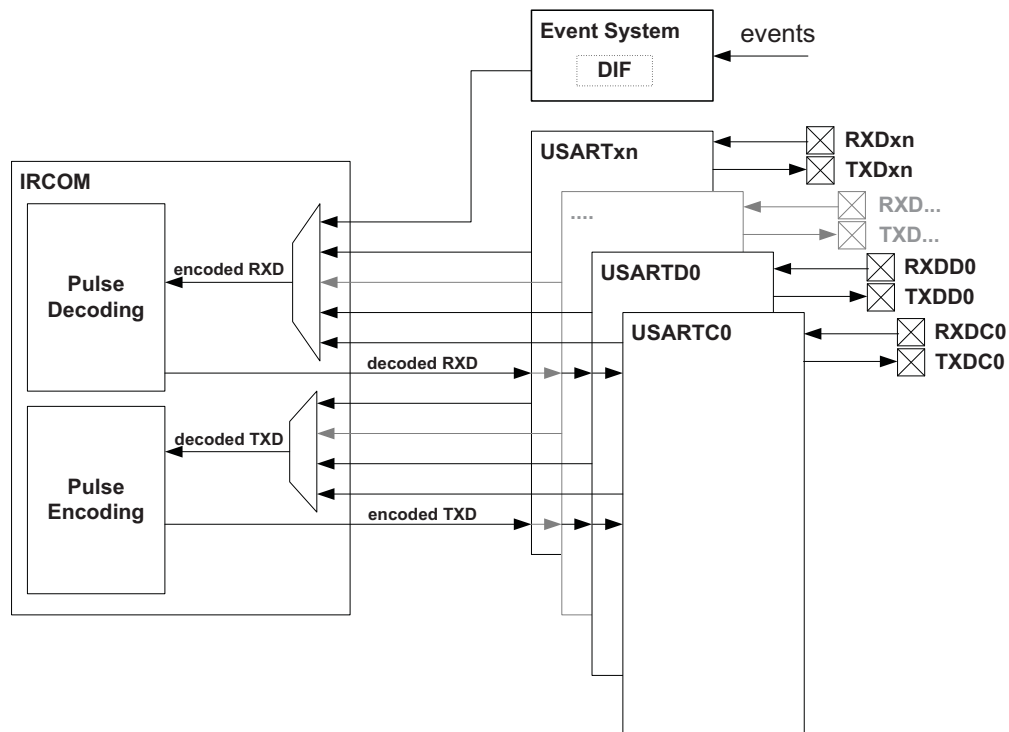 Event System
events
DIF
RXDxn
USARTxn
TXDxn
IRCOM
RXD...
....
TXD...
encoded RXD
USARTD0
RXDD0
Pulse
Decoding
TXDD0
USARTC0
RXDC0
decoded RXD
TXDC0
decoded TXD
Pulse
Encoding
encoded TXD